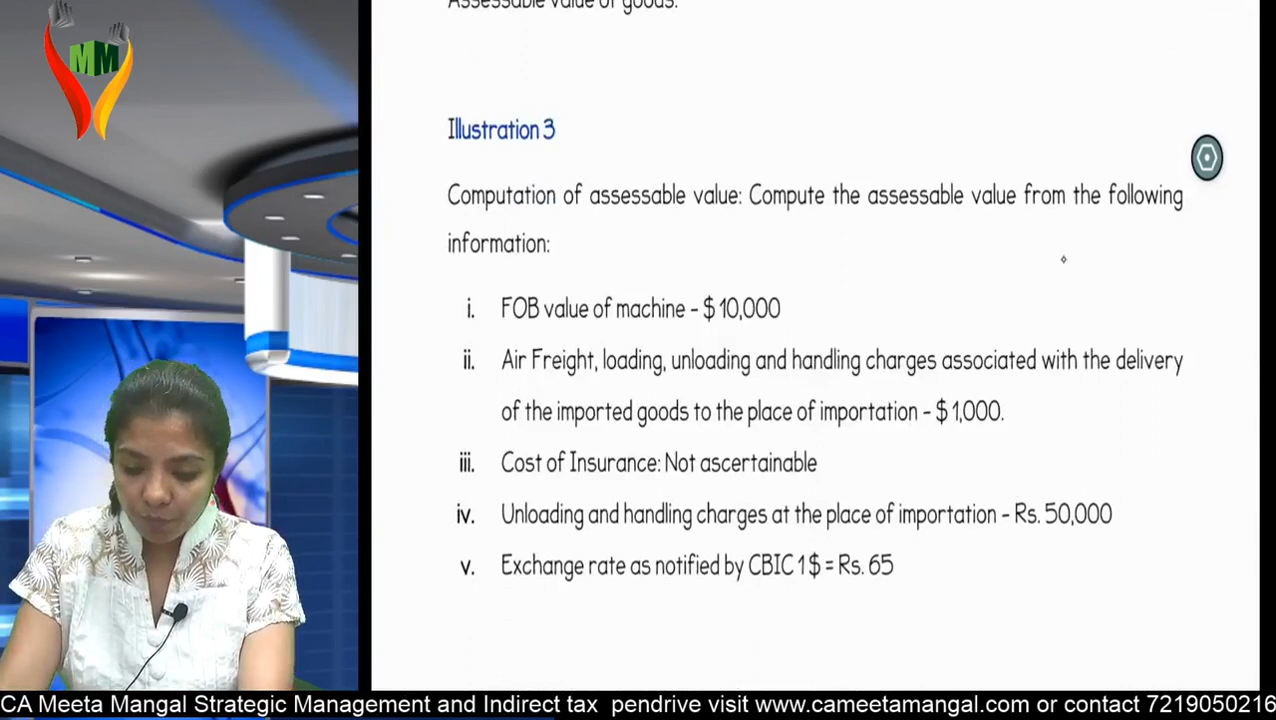 Assessable value of goods.
MM
Illustration 3
Computation of assessable value: Compute the assessable value from the following
information:
i. FOB value of machine - $ 10,000
ii. Air Freight, loading, unloading and handling charges associated with the delivery
of the imported goods to the place of importation - $ 1,000.
iii. Cost of Insurance: Not ascertainable
iv. Unloading and handling charges at the place of importation - Rs. 50,000
v. Exchange rate as notified by CBIC 1 $ = Rs. 65
CA Meeta Mangal Strategic Management and Indirect tax pendrive visit www.cameetamangal.com or contact 7219050216